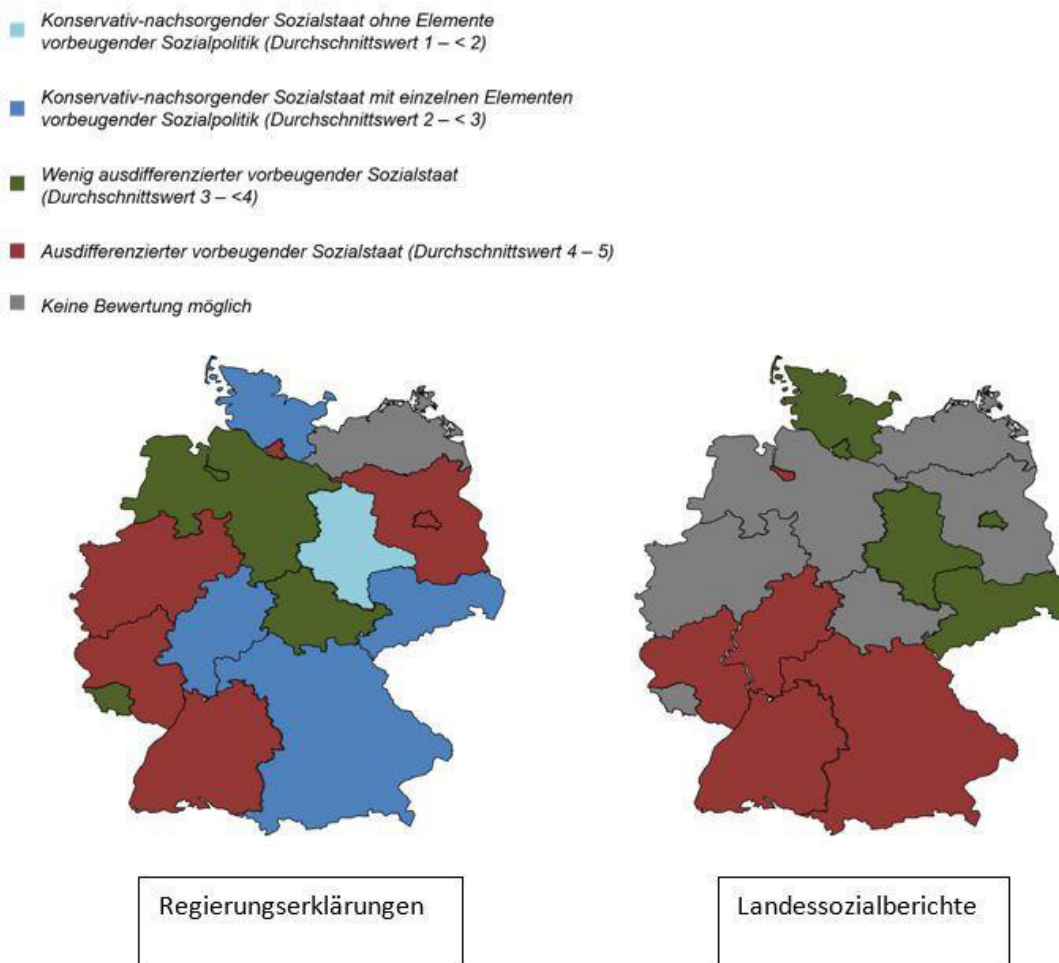 Konservativ-nachsorgender Sozialstaat ohne Elemente
vorbeugender Sozialpolitik (Durchschnittswert 1 – < 2)
Konservativ-nachsorgender Sozialstaat mit einzelnen Elementen
vorbeugender Sozialpolitik (Durchschnittswert 2 – < 3)
Wenig ausdifferenzierter vorbeugender Sozialstaat
(Durchschnittswert 3 – <4)
Ausdifferenzierter vorbeugender Sozialstaat (Durchschnittswert 4 – 5)
Keine Bewertung möglich
Regierungserklärungen
Landessozialberichte